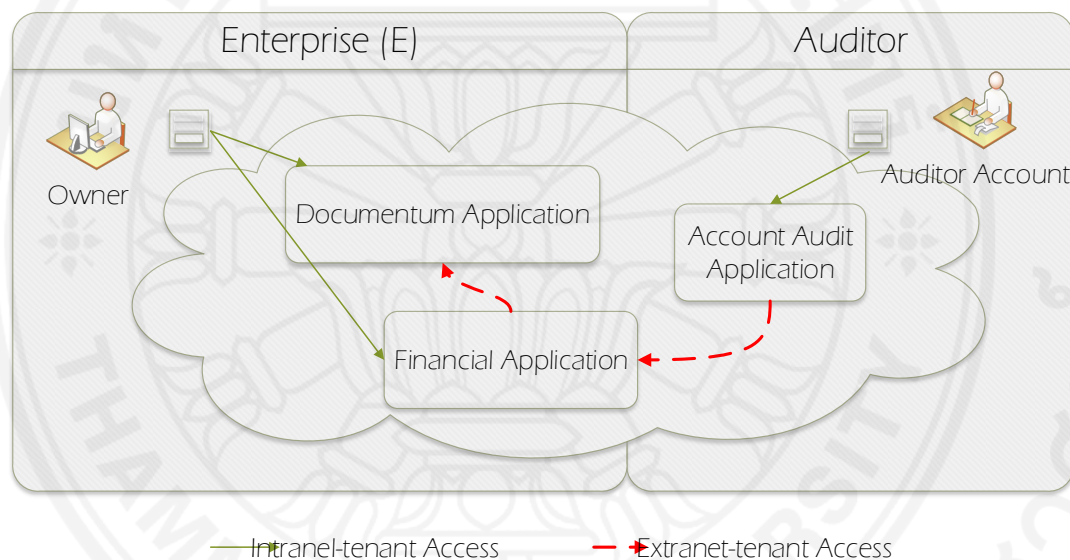 Enterprise (E)
Auditor
Owner
Auditor Account
Documentum Application
Account Audit
Application
Financial Application
Intranel-tenant Access
Extranet-tenant Access